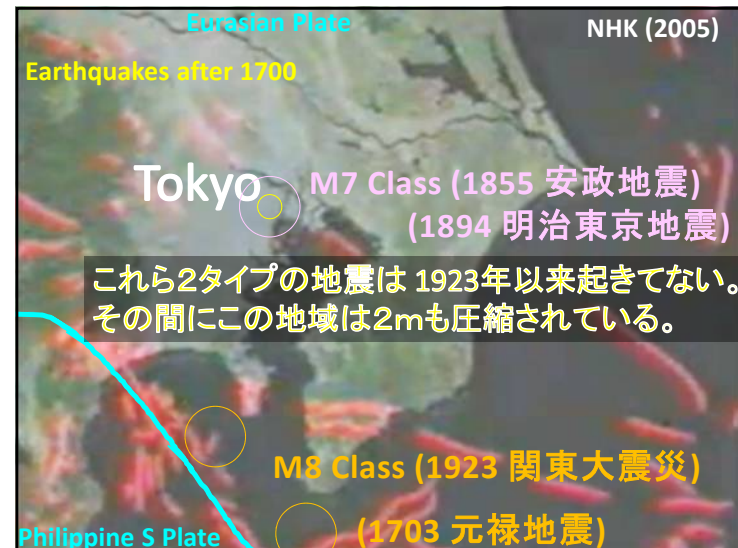 Eurasian Plate
NHK (2005)
Earthquakes after 1700
Tokyo
M7 Class (1855 安政地震)
(1894 明治東京地震)
これら2タイプの地震は 1923年以来起きてない。
その間にこの地域は2mも圧縮されている。
M8 Class (1923 関東大震災)
(1703 元禄地震)
Philippine S Plate